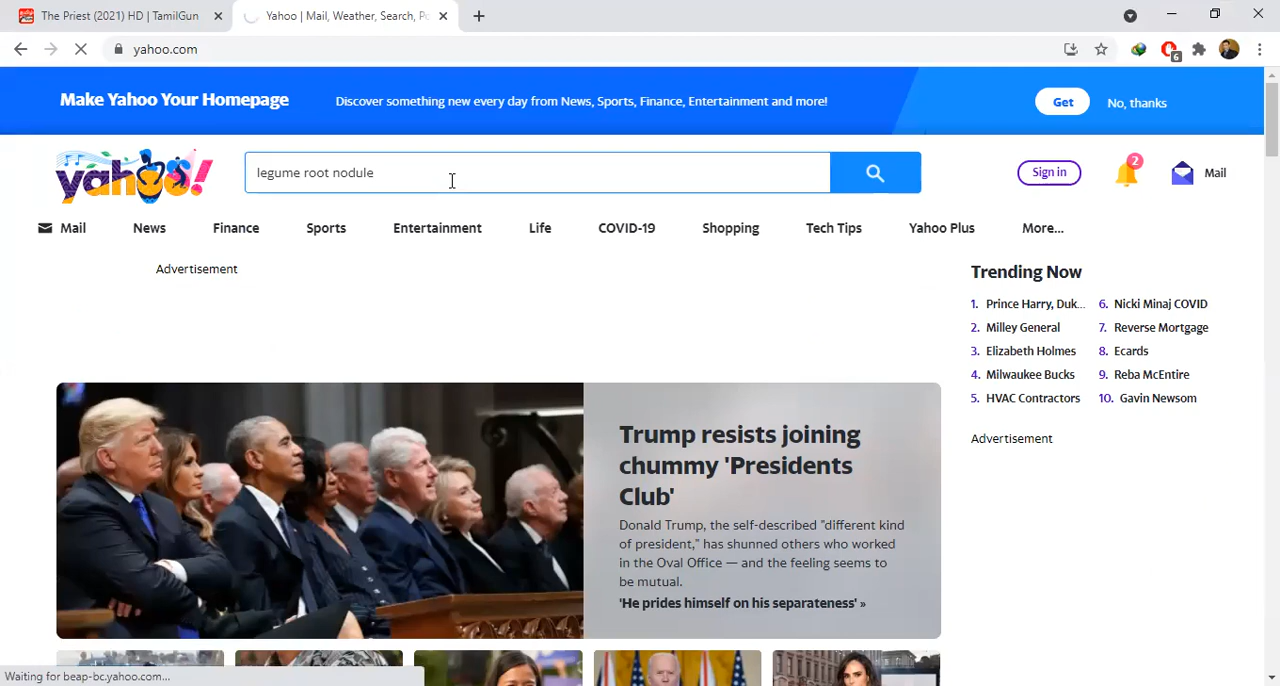 The Priest (2021) HD | TamilGun
Yahoo | Mail, Weather, Search, Po
yahoo.com
6
Make Yahoo Your Homepage
Discover something new every day from News, Sports, Finance, Entertainment and more!
Get
No, thanks
yahoo!
legume root nodule
Sign in
2
Mail
Mail
News
Finance
Sports
Entertainment
Life
COVID-19
Shopping
Tech Tips
Yahoo Plus
More...
Advertisement
Trending Now
1. Prince Harry, Duk...
2. Milley General
3. Elizabeth Holmes
4. Milwaukee Bucks
5. HVAC Contractors
6. Nicki Minaj COVID
7. Reverse Mortgage
8. Ecards
9. Reba McEntire
10. Gavin Newsom
Advertisement
Trump resists joining
chummy 'Presidents
Club'
Donald Trump, the self-described "different kind
of president," has shunned others who worked
in the Oval Office — and the feeling seems to
be mutual.
'He prides himself on his separateness' »
Waiting for beap-bc.yahoo.com...